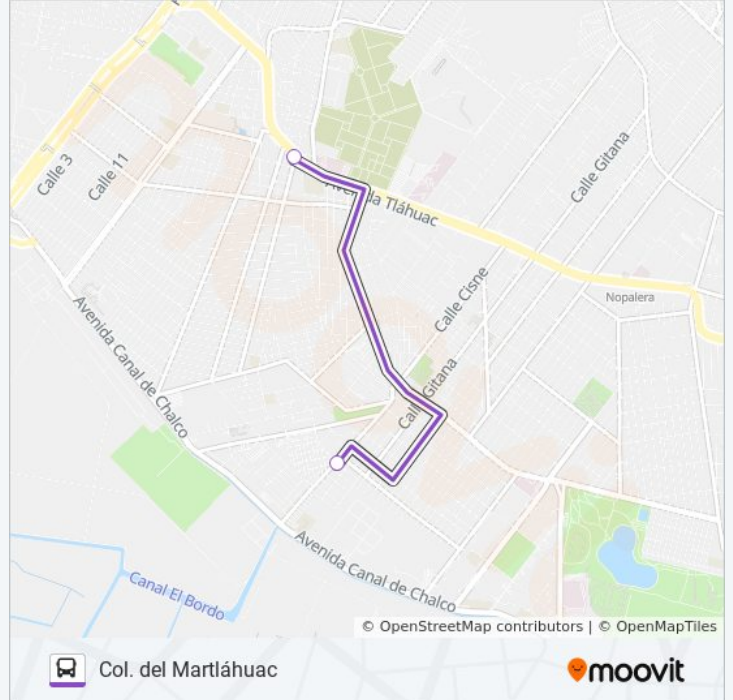 Calle 3
Calle 11
Calle Gitana
Avenida Tláhuac
Calle Cisne
Nopalera
Avenida Canal de Chalco
Calle Gitana
Avenida Canal de Chalco
Canal El Bordo
© OpenStreetMap contributors | © OpenMapTiles
Col. del Martláhuac
moovit